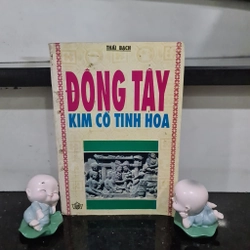 THÁI BẠCH
ĐÔNG TÂY
KIM CỔ TINH HOA